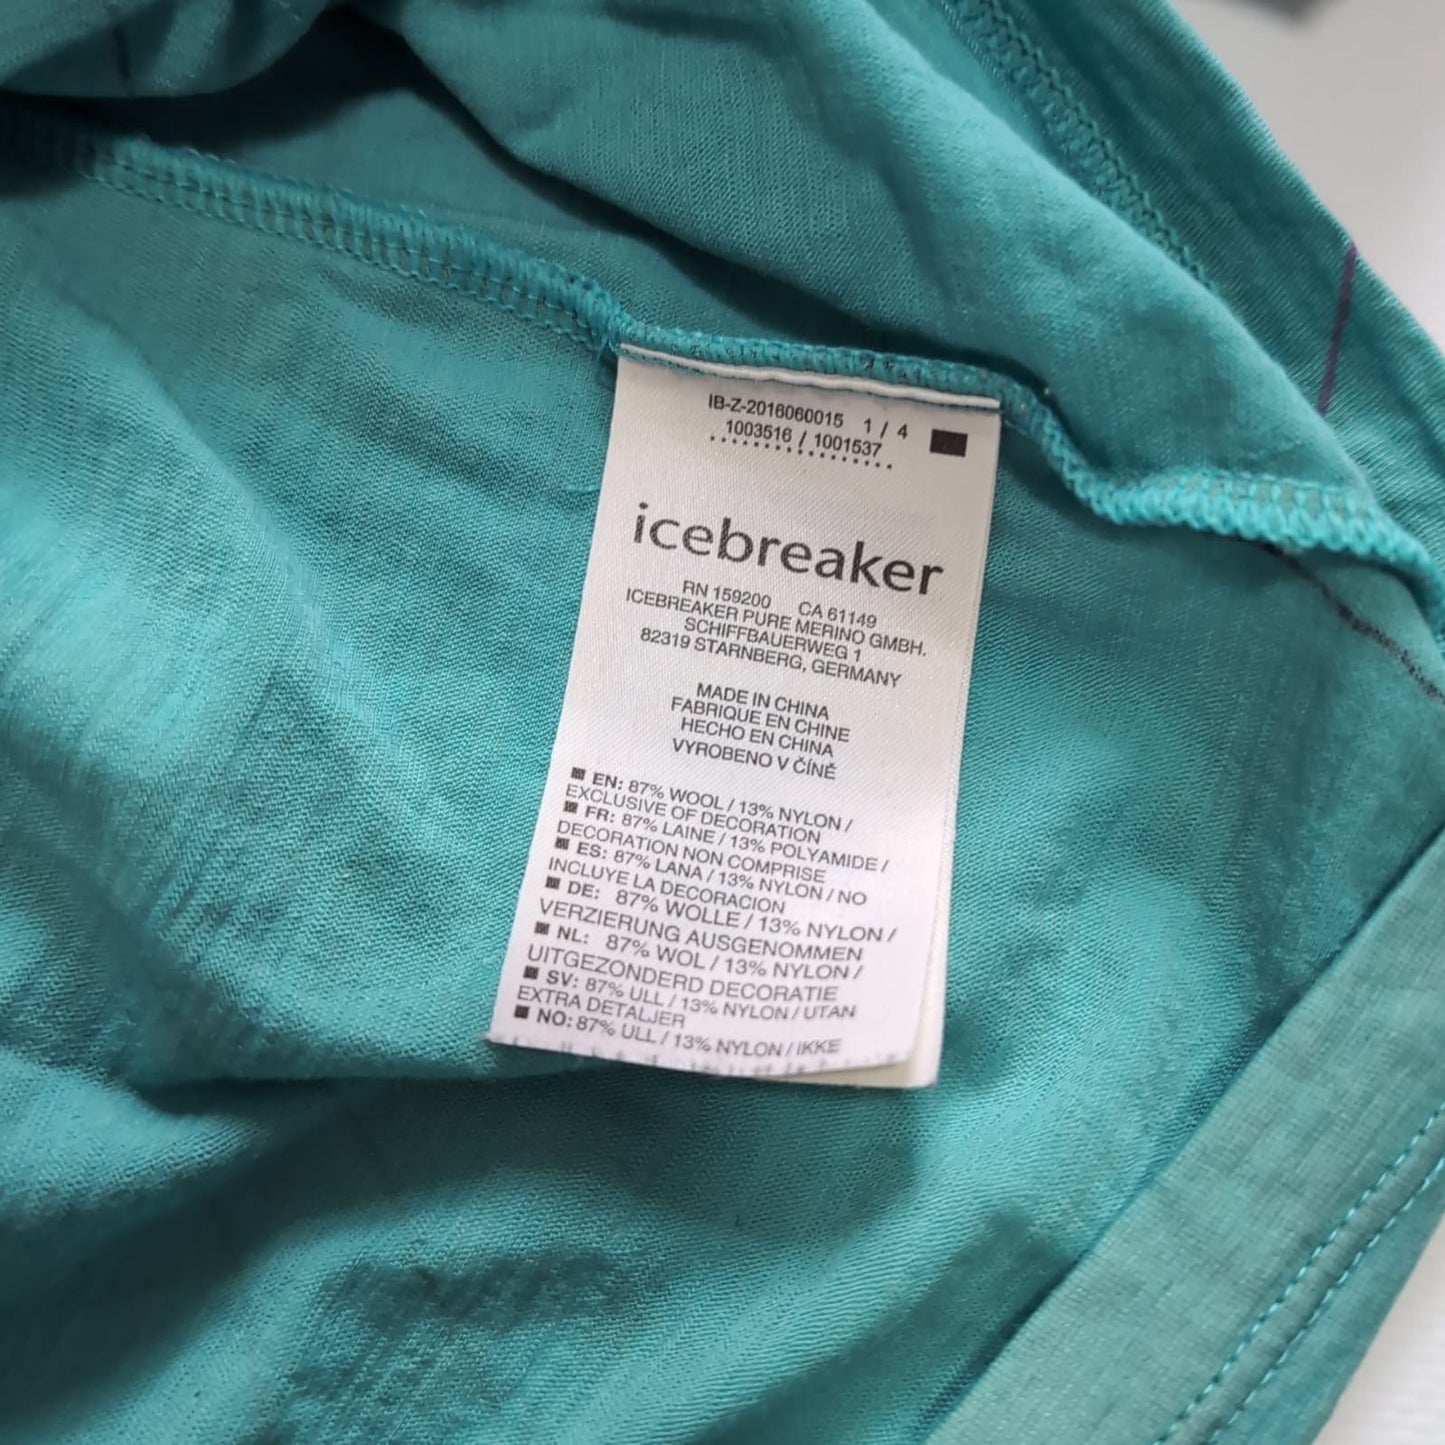 IB-Z-2016060015 1 / 4
1003516 / 1001537
icebreaker
RN 159200 CA 61149
ICEBREAKER PURE MERINO GMBH.
SCHIFFBAUERWEG 1
82319 STARNBERG, GERMANY
MADE IN CHINA
FABRIQUE EN CHINE
HECHO EN CHINA
VYROBENO V ČÍNĚ
EN: 87% WOOL / 13% NYLON /
EXCLUSIVE OF DECORATION
FR: 87% LAINE / 13% POLYAMIDE /
DECORATION NON COMPRISE
ES: 87% LANA / 13% NYLON / NO
INCLUYE LA DECORACION
DE: 87% WOLLE / 13% NYLON /
VERZIERUNG AUSGENOMMEN
NL: 87% WOL / 13% NYLON /
UITGEZONDERD DECORATIE
SV: 87% ULL / 13% NYLON / UTAN
EXTRA DETALJER
NO: 87% ULL / 13% NYLON / IKKE